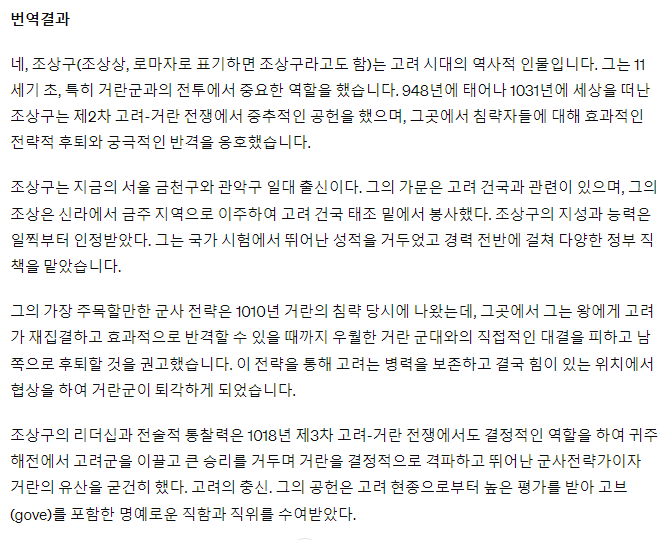 번역결과
네, 조상구(조상상, 로마자로 표기하면 조상구라고도 함)는 고려 시대의 역사적 인물입니다. 그는 11
세기 초, 특히 거란군과의 전투에서 중요한 역할을 했습니다. 948년에 태어나 1031년에 세상을 떠난
조상구는 제2차 고려-거란 전쟁에서 중추적인 공헌을 했으며, 그곳에서 침략자들에 대해 효과적인
전략적 후퇴와 궁극적인 반격을 옹호했습니다.
조상구는 지금의 서울 금천구와 관악구 일대 출신이다. 그의 가문은 고려 건국과 관련이 있으며, 그의
조상은 신라에서 금주 지역으로 이주하여 고려 건국 태조 밑에서 봉사했다. 조상구의 지성과 능력은
일찍부터 인정받았다. 그는 국가 시험에서 뛰어난 성적을 거두었고 경력 전반에 걸쳐 다양한 정부 직
책을 맡았습니다.
그의 가장 주목할만한 군사 전략은 1010년 거란의 침략 당시에 나왔는데, 그곳에서 그는 왕에게 고려
가 재집결하고 효과적으로 반격할 수 있을 때까지 우월한 거란 군대와의 직접적인 대결을 피하고 남
쪽으로 후퇴할 것을 권고했습니다. 이 전략을 통해 고려는 병력을 보존하고 결국 힘이 있는 위치에서
협상을 하여 거란군이 퇴각하게 되었습니다.
조상구의 리더십과 전술적 통찰력은 1018년 제3차 고려-거란 전쟁에서도 결정적인 역할을 하여 귀주
해전에서 고려군을 이끌고 큰 승리를 거두며 거란을 결정적으로 격파하고 뛰어난 군사전략가이자
거란의 유산을 굳건히 했다. 고려의 충신. 그의 공헌은 고려 현종으로부터 높은 평가를 받아 고브
(gove)를 포함한 명예로운 직함과 직위를 수여받았다.